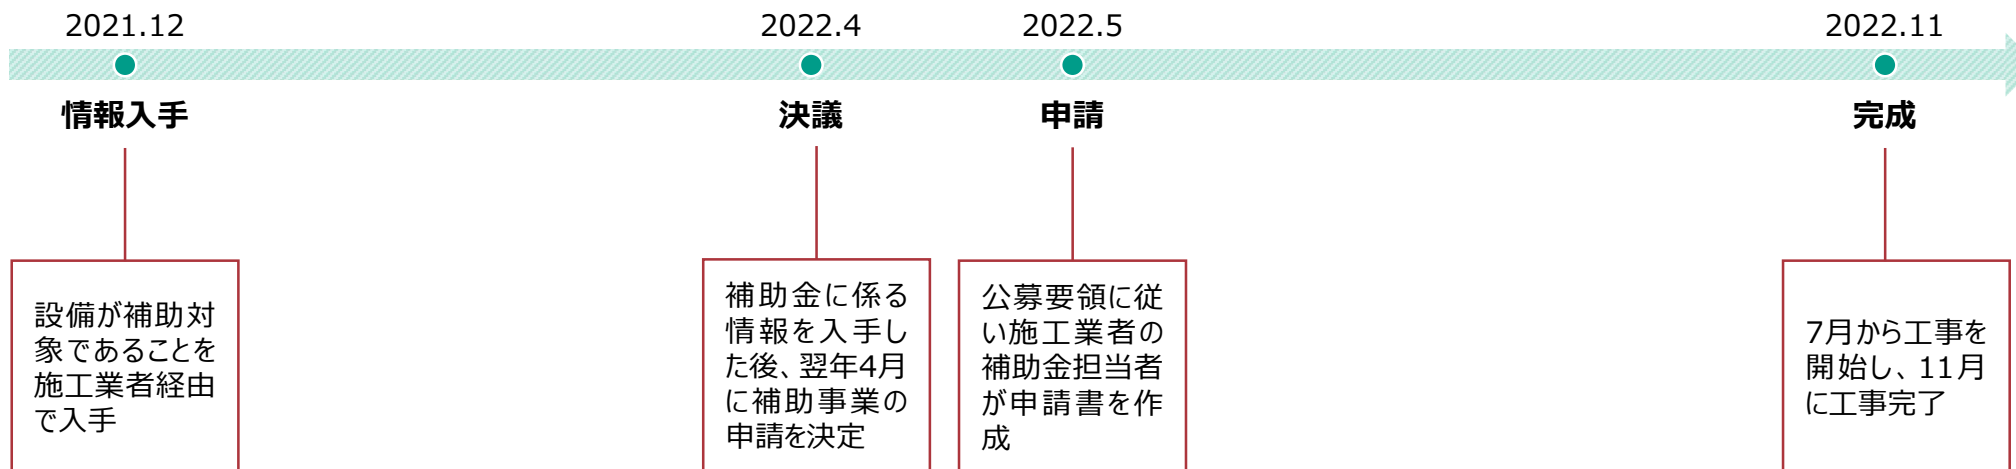 2021.12
2022.4
2022.5
2022.11
情報入手
決議
申請
完成
設備が補助対
象であることを
施工業者経由
で入手
補助金に係る
情報を入手し
た後、翌年4月
に補助事業の
申請を決定
公募要領に従
い施工業者の
補助金担当者
が申請書を作
成
7月から工事を
開始し、11月
に工事完了